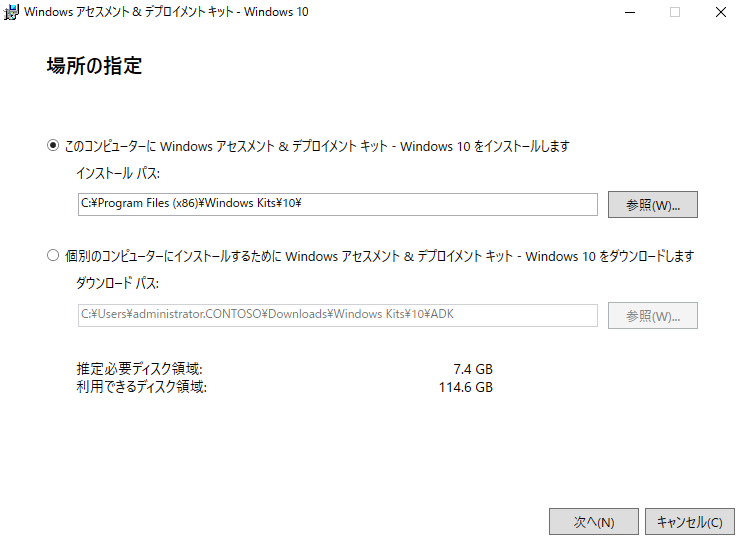 Windows アセスメント & デプロイメント キット - Windows 10
場所の指定
このコンピューターに Windows アセスメント & デプロイメント キット - Windows 10 をインストールします
インストール パス:
C:¥Program Files (x86)¥Windows Kits¥10¥
参照(W)...
個別のコンピューターにインストールするために Windows アセスメント & デプロイメント キット - Windows 10 をダウンロードします
ダウンロード パス:
C:¥Users¥administrator.CONTOSO¥Downloads¥Windows Kits¥10¥ADK
参照(W)...
推定必要ディスク領域: 7.4 GB
利用できるディスク領域: 114.6 GB
次へ(N) キャンセル(C)